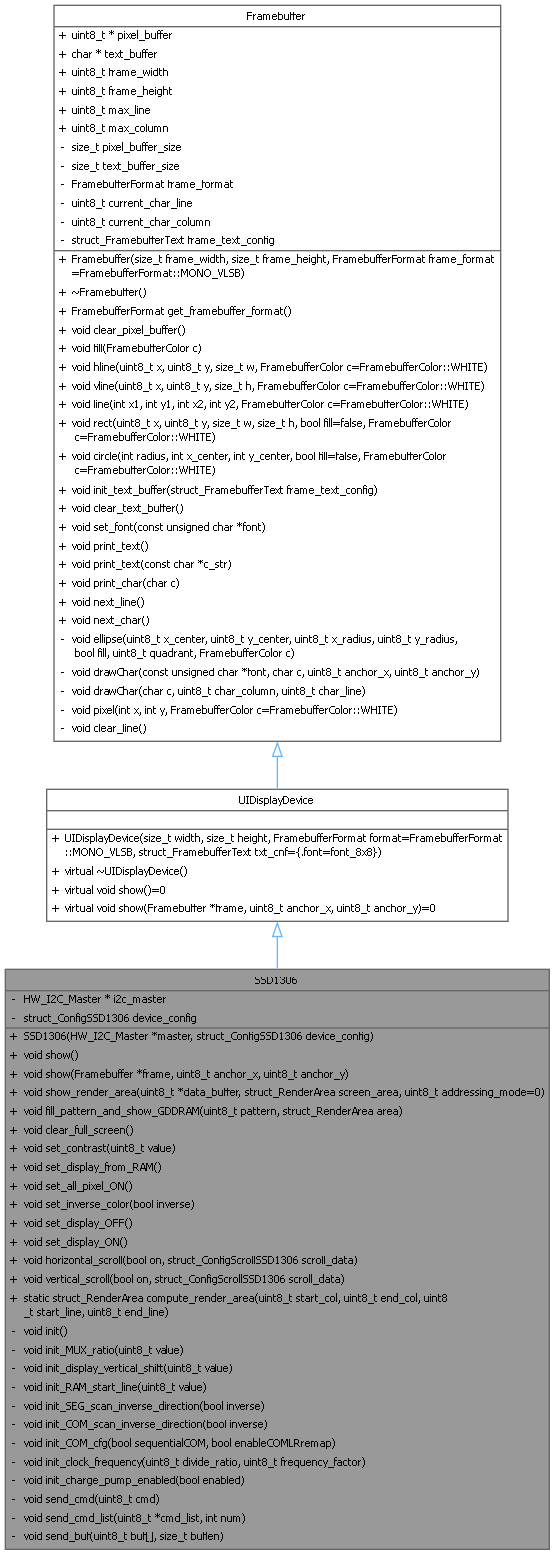 Framebuffer
+ uint8_t * pixel_buffer
+ char * text_buffer
+ uint8_t frame_width
+ uint8_t frame_height
+ uint8_t max_line
+ uint8_t max_column
- size_t pixel_buffer_size
- size_t text_buffer_size
- FramebufferFormat frame_format
- uint8_t current_char_line
- uint8_t current_char_column
- struct_FramebufferText frame_text_config
+ Framebuffer(size_t frame_width, size_t frame_height, FramebufferFormat frame_format
=FramebufferFormat::MONO_VLSB)
+ ~Framebuffer()
+ FramebufferFormat get_framebuffer_format()
+ void clear_pixel_buffer()
+ void fill(FramebufferColor c)
+ void hline(uint8_t x, uint8_t y, size_t w, FramebufferColor c=FramebufferColor::WHITE)
+ void vline(uint8_t x, uint8_t y, size_t h, FramebufferColor c=FramebufferColor::WHITE)
+ void line(int x1, int y1, int x2, int y2, FramebufferColor c=FramebufferColor::WHITE)
+ void rect(uint8_t x, uint8_t y, size_t w, size_t h, bool fill=false, FramebufferColor
c=FramebufferColor::WHITE)
+ void circle(int radius, int x_center, int y_center, bool fill=false, FramebufferColor
c=FramebufferColor::WHITE)
+ void init_text_buffer(struct_FramebufferText frame_text_config)
+ void clear_text_buffer()
+ void set_font(const unsigned char *font)
+ void print_text()
+ void print_text(const char *c_str)
+ void print_char(char c)
+ void next_line()
+ void next_char()
- void ellipse(uint8_t x_center, uint8_t y_center, uint8_t x_radius, uint8_t y_radius,
bool fill, uint8_t quadrant, FramebufferColor c)
- void drawChar(const unsigned char *font, char c, uint8_t anchor_x, uint8_t anchor_y)
- void drawChar(char c, uint8_t char_column, uint8_t char_line)
- void pixel(int x, int y, FramebufferColor c=FramebufferColor::WHITE)
- void clear_line()
UIDisplayDevice
+ UIDisplayDevice(size_t width, size_t height, FramebufferFormat format=FramebufferFormat
::MONO_VLSB, struct_FramebufferText txt_cnf={.font=font_8x8})
+ virtual ~UIDisplayDevice()
+ virtual void show()=0
+ virtual void show(Framebuffer *frame, uint8_t anchor_x, uint8_t anchor_y)=0
SSD1306
- HW_I2C_Master * i2c_master
- struct_ConfigSSD1306 device_config
+ SSD1306(HW_I2C_Master *master, struct_ConfigSSD1306 device_config)
+ void show()
+ void show(Framebuffer *frame, uint8_t anchor_x, uint8_t anchor_y)
+ void show_render_area(uint8_t *data_buffer, struct_RenderArea screen_area, uint8_t addressing_mode=0)
+ void fill_pattern_and_show_GDDRAM(uint8_t pattern, struct_RenderArea area)
+ void clear_full_screen()
+ void set_contrast(uint8_t value)
+ void set_display_from_RAM()
+ void set_all_pixel_ON()
+ void set_inverse_color(bool inverse)
+ void set_display_OFF()
+ void set_display_ON()
+ void horizontal_scroll(bool on, struct_ConfigScrollSSD1306 scroll_data)
+ void vertical_scroll(bool on, struct_ConfigScrollSSD1306 scroll_data)
+ static struct_RenderArea compute_render_area(uint8_t start_col, uint8_t end_col, uint8
_t start_line, uint8_t end_line)
- void init()
- void init_MUX_ratio(uint8_t value)
- void init_display_vertical_shift(uint8_t value)
- void init_RAM_start_line(uint8_t value)
- void init_SEG_scan_inverse_direction(bool inverse)
- void init_COM_scan_inverse_direction(bool inverse)
- void init_COM_cfg(bool sequentialCOM, bool enableCOMLRremap)
- void init_clock_frequency(uint8_t divide_ratio, uint8_t frequency_factor)
- void init_charge_pump_enabled(bool enabled)
- void send_cmd(uint8_t cmd)
- void send_cmd_list(uint8_t *cmd_list, int num)
- void send_buf(uint8_t buf[], size_t buflen)